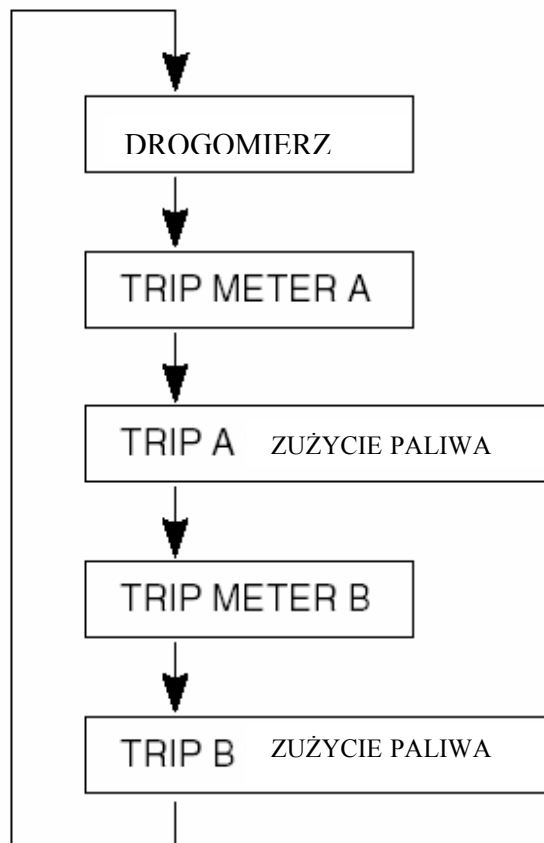 DROGOMIERZ
TRIP METER A
TRIP A ZUŻYCIE PALIWA
TRIP METER B
TRIP B ZUŻYCIE PALIWA